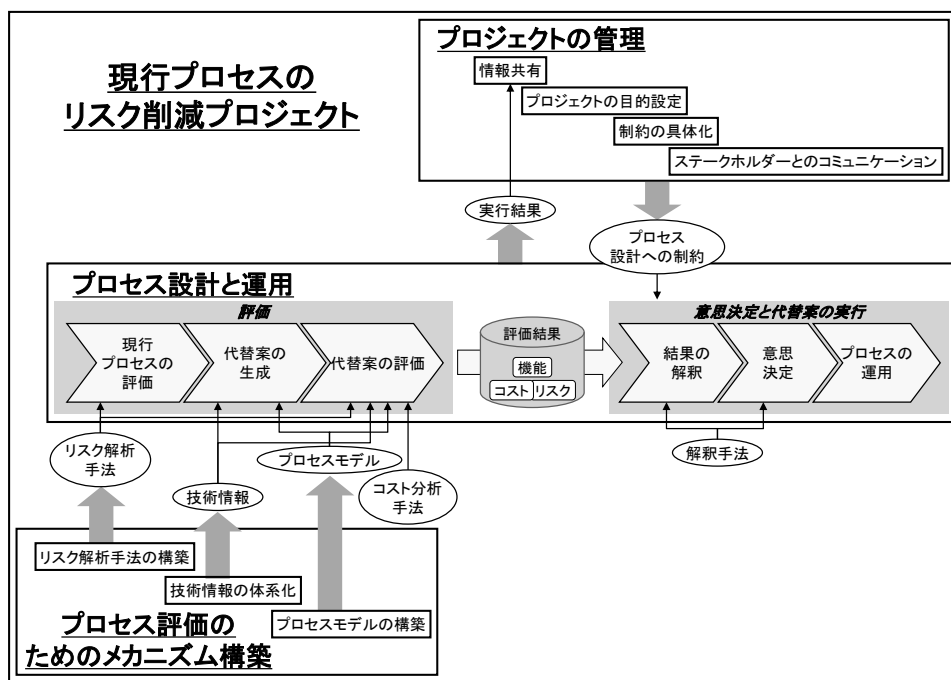 現行プロセスの
リスク削減プロジェクト
プロジェクトの管理
情報共有
プロジェクトの目的設定
制約の具体化
ステークホルダーとのコミュニケーション
実行結果
プロセス
設計への制約
プロセス設計と運用
評価
現行
プロセスの
評価
代替案の
生成
代替案の評価
評価結果
機能
コスト
リスク
意思決定と代替案の実行
結果の
解釈
意思
決定
プロセスの
運用
リスク解析
手法
技術情報
プロセスモデル
コスト分析
手法
解釈手法
リスク解析手法の構築
技術情報の体系化
プロセスモデルの構築
プロセス評価の
ためのメカニズム構築